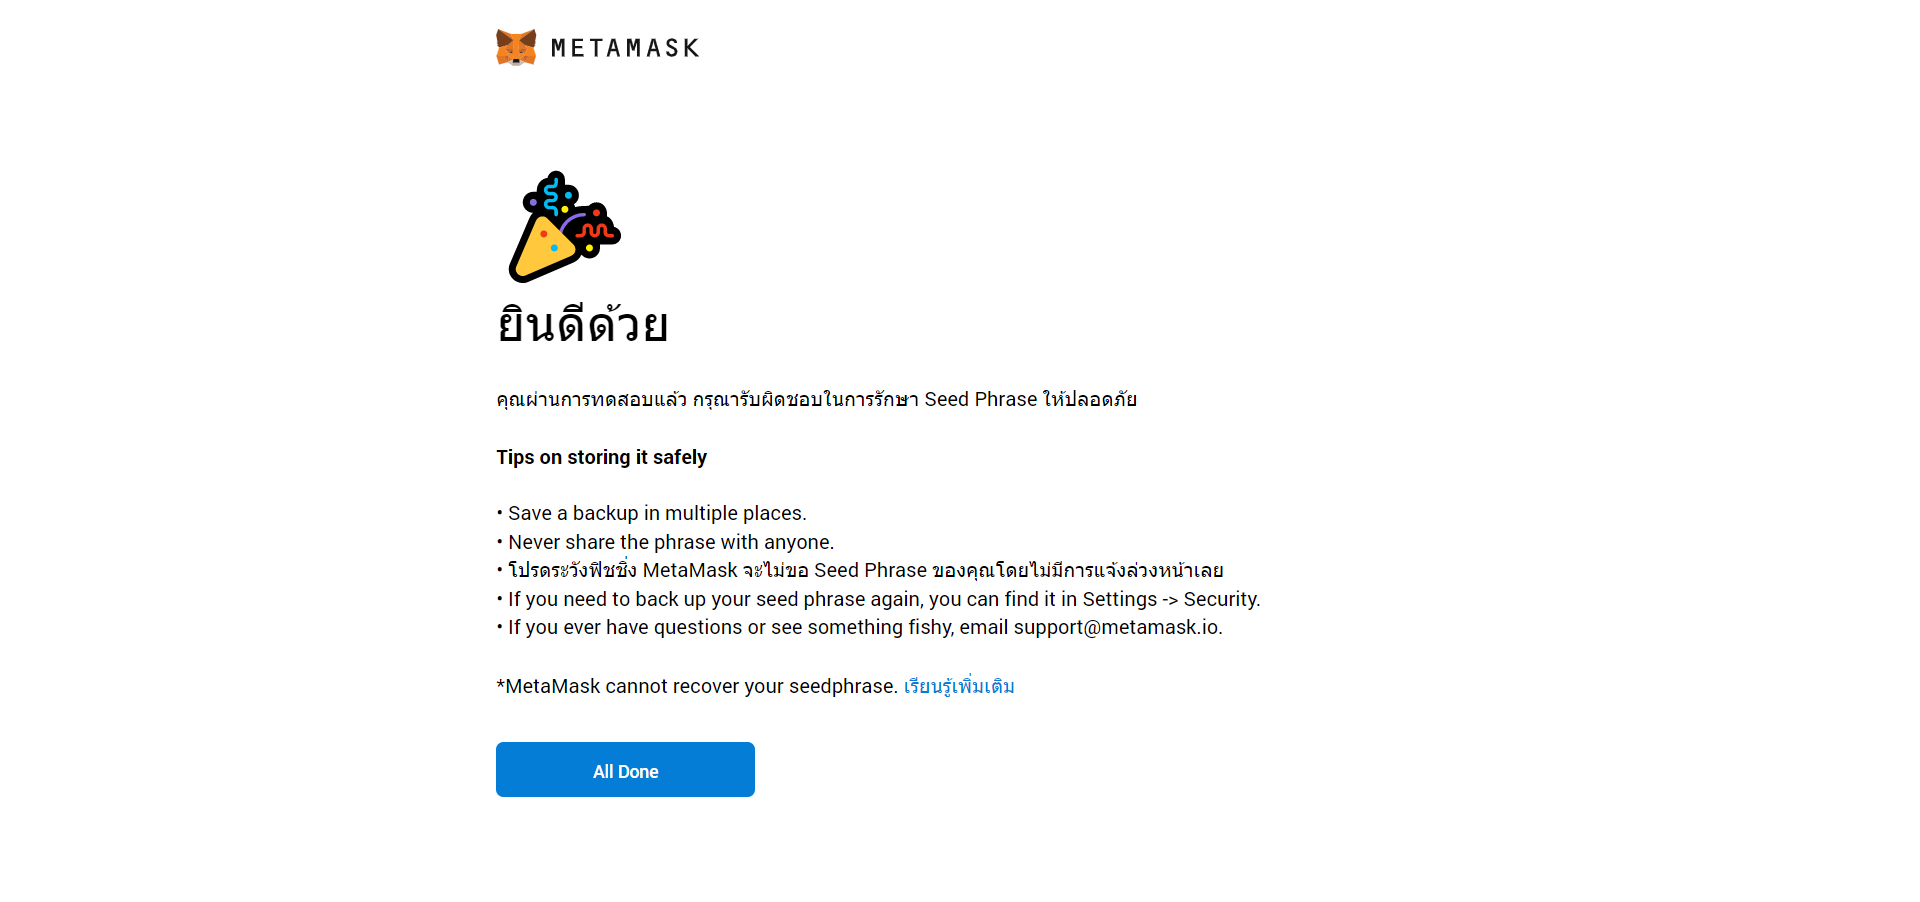 METAMASK
ยินดีด้วย
คุณผ่านการทดสอบแล้ว กรุณารับผิดชอบในการรักษา Seed Phrase ให้ปลอดภัย
Tips on storing it safely
• Save a backup in multiple places.
• Never share the phrase with anyone.
• โปรดระวังฟิชชิ่ง MetaMask จะไม่ขอ Seed Phrase ของคุณโดยไม่มีการแจ้งล่วงหน้าเลย
• If you need to back up your seed phrase again, you can find it in Settings -> Security.
• If you ever have questions or see something fishy, email support@metamask.io.
*MetaMask cannot recover your seedphrase. เรียนรู้เพิ่มเติม
All Done